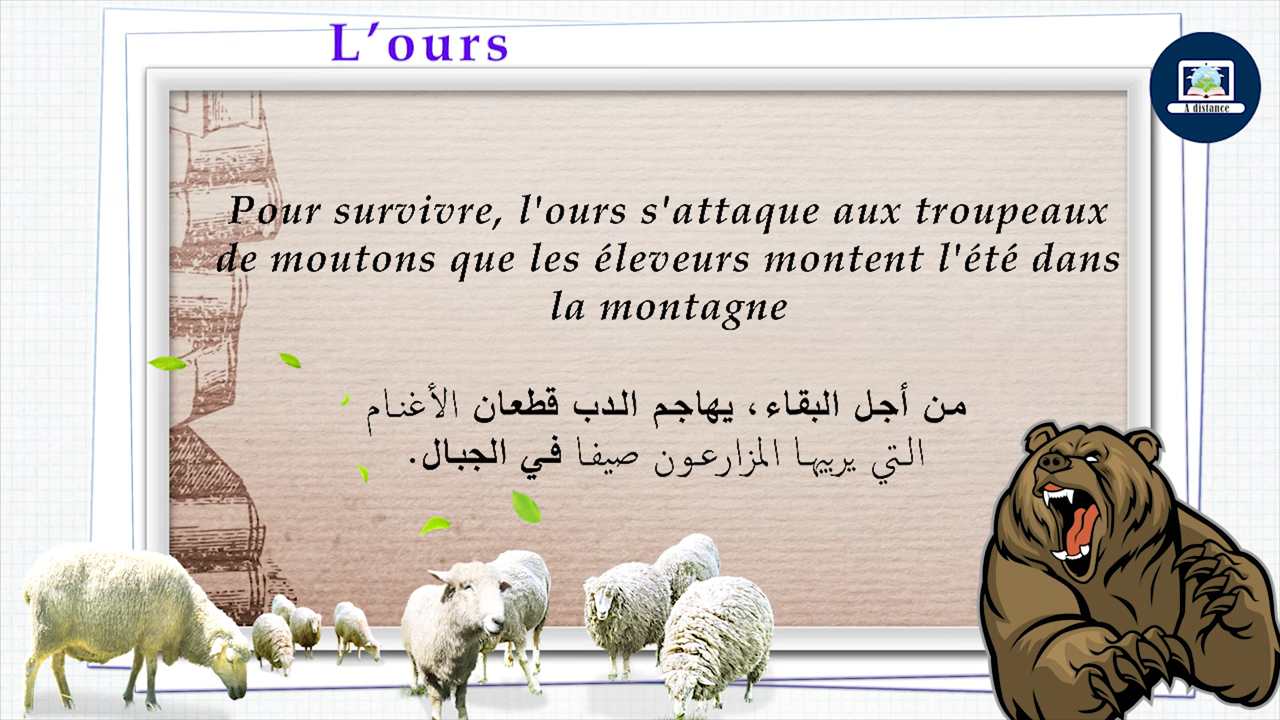 L'ours
A distance
Pour survivre, l'ours s'attaque aux troupeaux
de moutons que les éleveurs montent l'été dans
la montagne
من أجل البقاء، يهاجم الدب قطعان الأغنام
التي يربيها المزارعون صيفا في الجبال.